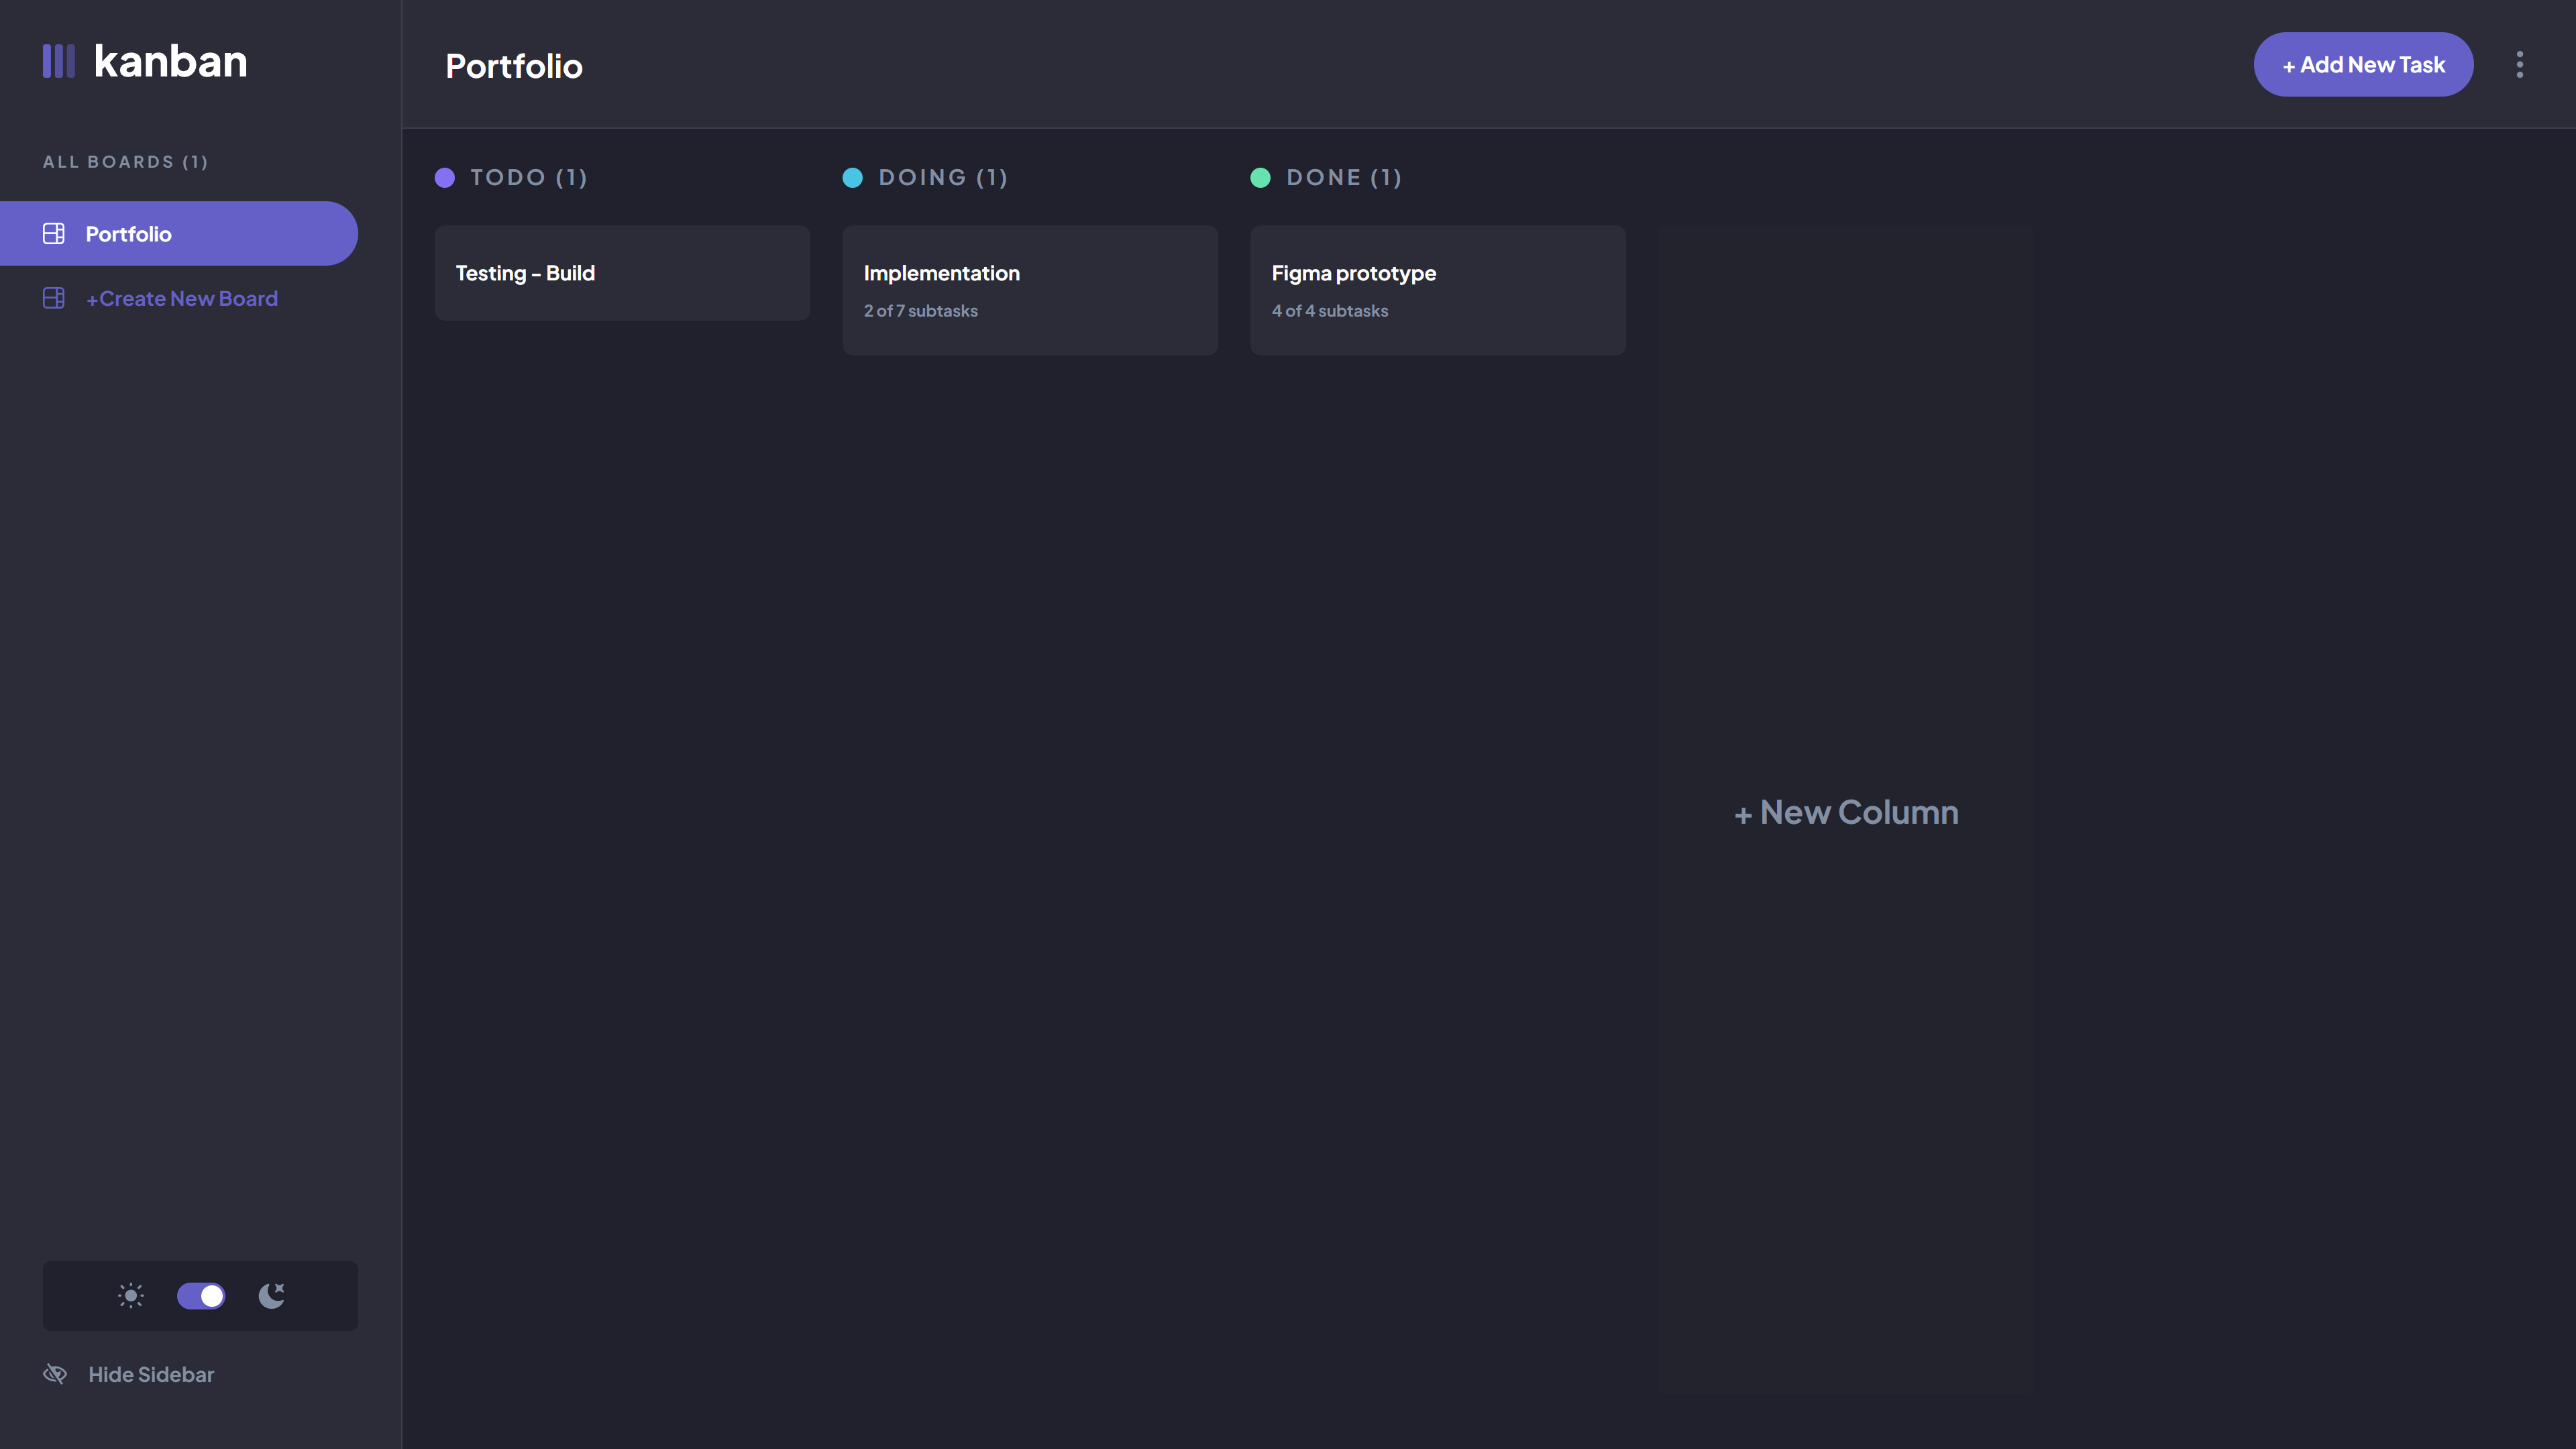 kanban
ALL BOARDS (1)
Portfolio
+Create New Board
Hide Sidebar
Portfolio
+ Add New Task
TODO (1)
Testing - Build
DOING (1)
Implementation
2 of 7 subtasks
DONE (1)
Figma prototype
4 of 4 subtasks
+ New Column